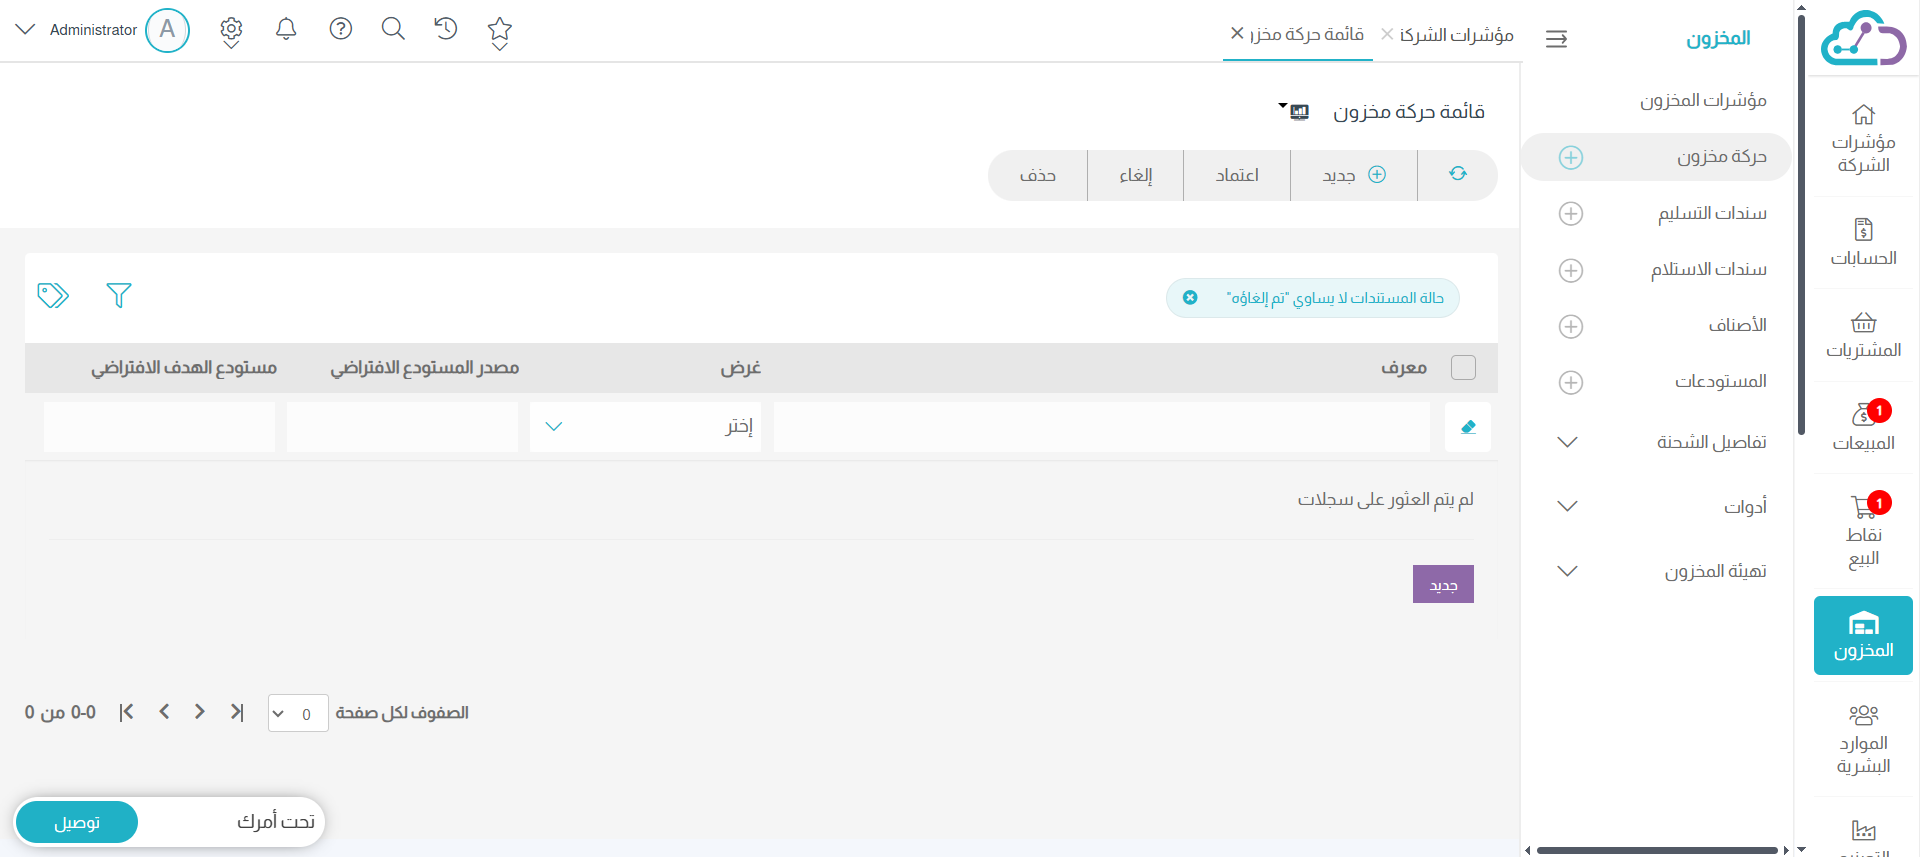 مؤشرات الشركة
الحسابات
المشتريات
1
المبيعات
1
نقاط البيع
المخزون
الموارد البشرية
المخزون
مؤشرات المخزون
حركة مخزون
سندات التسليم
سندات الاستلام
الأصناف
المستودعات
تفاصيل الشحنة
أدوات
تهيئة المخزون
مؤشرات الشركة
قائمة حركة مخزو
A
Administrator
قائمة حركة مخزون
جديد
اعتماد
إلغاء
حذف
حالة المستندات لا يساوي "تم إلغاؤه"
معرف
غرض
مصدر المستودع الافتراضي
مستودع الهدف الافتراضي
إختر
لم يتم العثور على سجلات
جديد
الصفوف لكل صفحة
0
0-0 من 0
تحت أمرك
توصيل